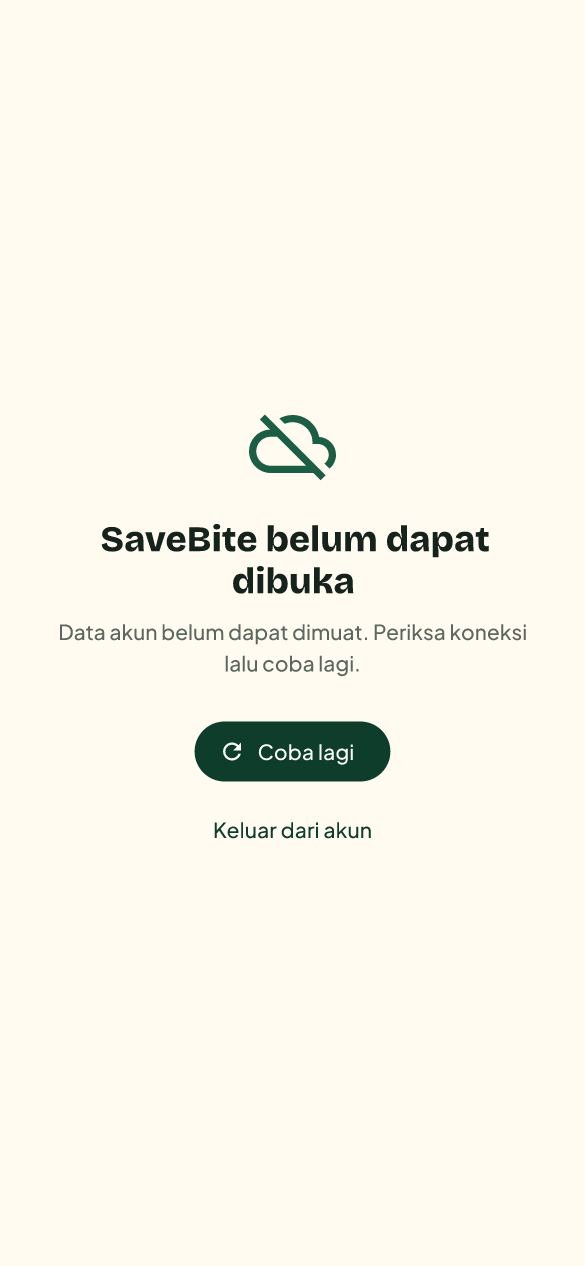 SaveBite belum dapat
dibuka
Data akun belum dapat dimuat. Periksa koneksi
lalu coba lagi.
Coba lagi
Keluar dari akun